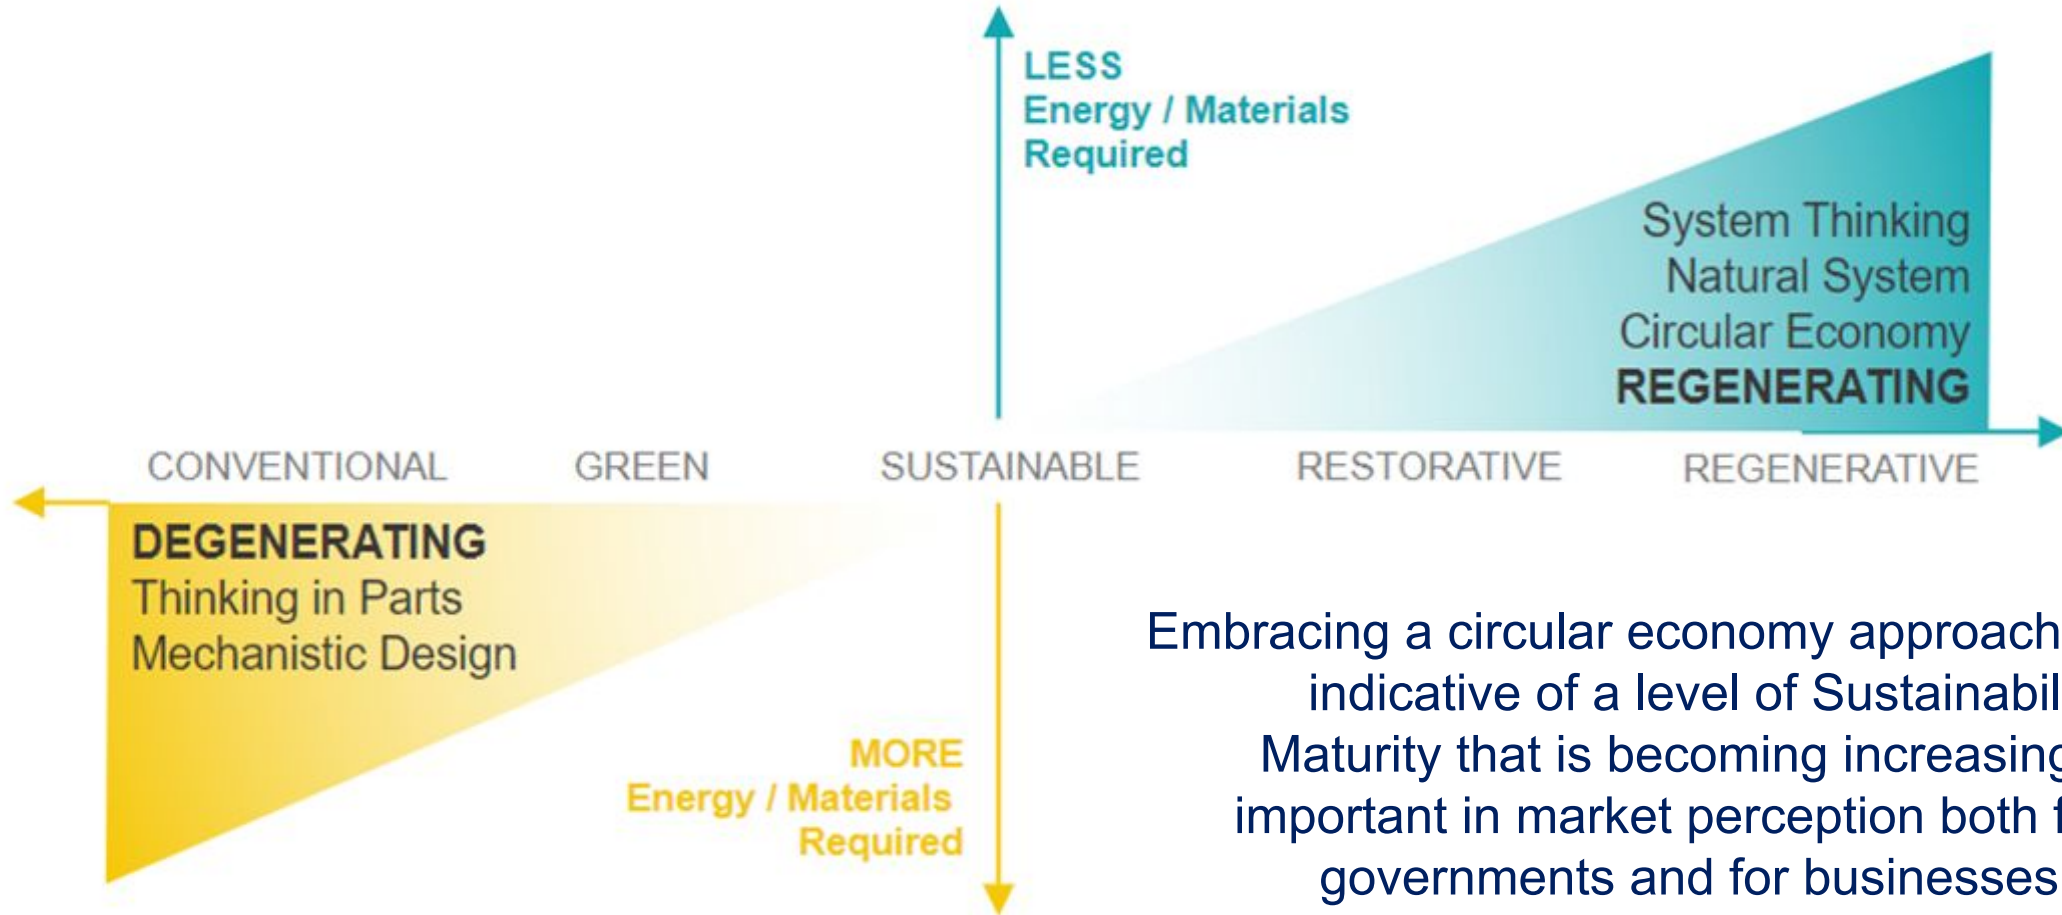 LESS
Energy / Materials
Required
System Thinking
Natural System
Circular Economy
REGENERATING
CONVENTIONAL GREEN SUSTAINABLE RESTORATIVE REGENERATIVE
DEGENERATING
Thinking in Parts
Mechanistic Design
MORE
Energy / Materials
Required
Embracing a circular economy approach
indicative of a level of
Maturity that is becoming
important in market perception both
governments and for businesses